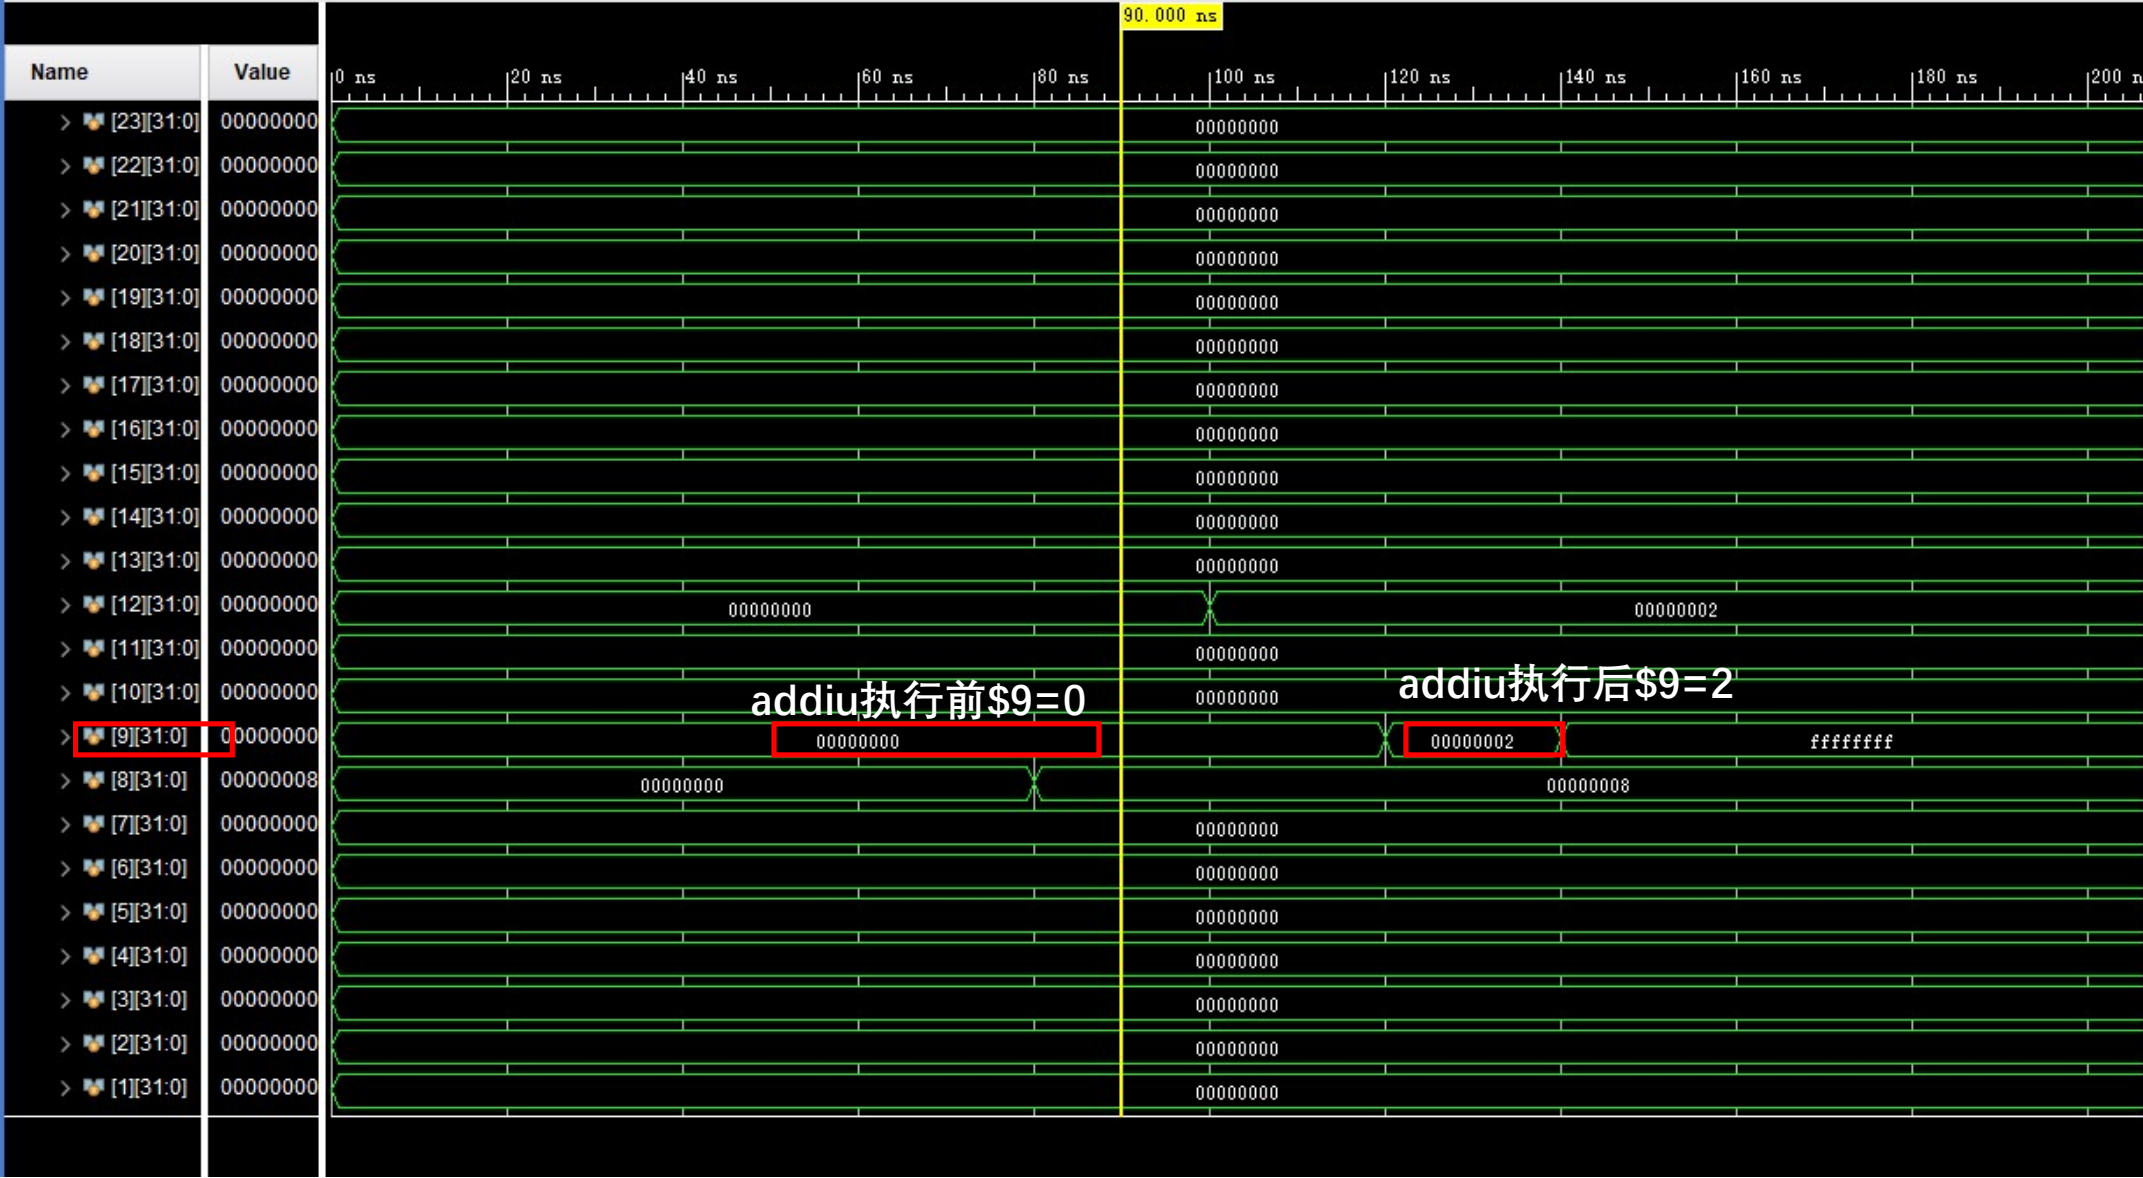 90.000 ns
Name Value 0 ns 20 ns 40 ns 60 ns 80 ns 100 ns 120 ns 140 ns 160 ns 180 ns 200 n
[23][31:0] 00000000 00000000
[22][31:0] 00000000 00000000
[21][31:0] 00000000 00000000
[20][31:0] 00000000 00000000
[19][31:0] 00000000 00000000
[18][31:0] 00000000 00000000
[17][31:0] 00000000 00000000
[16][31:0] 00000000 00000000
[15][31:0] 00000000 00000000
[14][31:0] 00000000 00000000
[13][31:0] 00000000 00000000
[12][31:0] 00000000 00000000 00000002
[11][31:0] 00000000 00000000
[10][31:0] 00000000 00000000
addiu执行前$9=0 addiu执行后$9=2
[9][31:0] 00000000 00000000 00000002 ffffffff
[8][31:0] 00000008 00000000 00000008
[7][31:0] 00000000 00000000
[6][31:0] 00000000 00000000
[5][31:0] 00000000 00000000
[4][31:0] 00000000 00000000
[3][31:0] 00000000 00000000
[2][31:0] 00000000 00000000
[1][31:0] 00000000 00000000